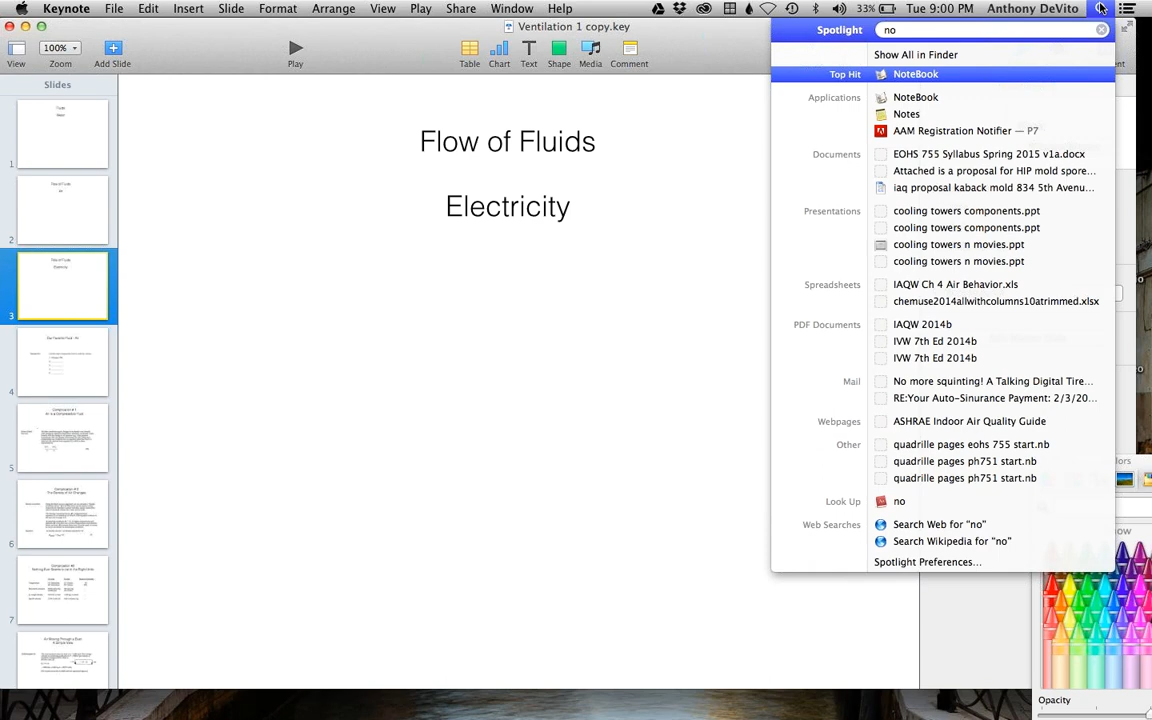 Keynote File Edit Insert Slide Format Arrange View Play Share Window Help 33% Tue 9:00 PM Anthony DeVito
Ventilation 1 copy.key
100%
View Zoom Add Slide Play Table Chart Text Shape Media Comment
Slides
1
2
3
4
5
6
7
Flow of Fluids
Electricity
Spotlight no
Show All in Finder
Top Hit NoteBook
Applications NoteBook
Notes
AAM Registration Notifier — P7
Documents EOHS 755 Syllabus Spring 2015 v1a.docx
Attached is a proposal for HIP mold spore...
iaq proposal kaback mold 834 5th Avenu...
Presentations cooling towers components.ppt
cooling towers components.ppt
cooling towers n movies.ppt
cooling towers n movies.ppt
Spreadsheets IAQW Ch 4 Air Behavior.xls
chemuse2014allwithcolumns10atrimmed.xlsx
PDF Documents IAQW 2014b
IVW 7th Ed 2014b
IVW 7th Ed 2014b
Mail No more squinting! A Talking Digital Tire...
RE:Your Auto-Sinurance Payment: 2/3/20...
Webpages ASHRAE Indoor Air Quality Guide
Other quadrille pages eohs 755 start.nb
quadrille pages ph751 start.nb
quadrille pages ph751 start.nb
Look Up no
Web Searches Search Web for "no"
Search Wikipedia for "no"
Spotlight Preferences...
Opacity